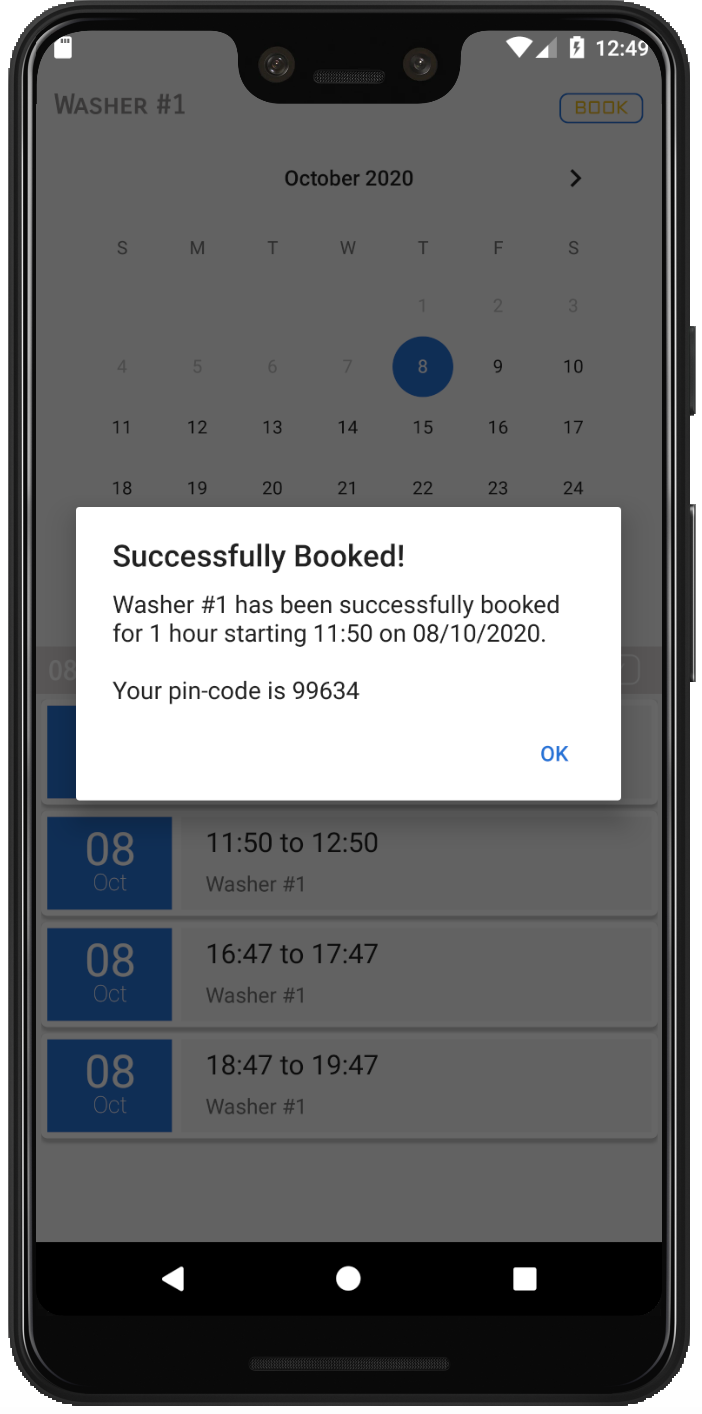 12:49
Washer #1
BOOK
October 2020
S M T W T F S
1 2 3
4 5 6 7 8 9 10
11 12 13 14 15 16 17
18 19 20 21 22 23 24
Successfully Booked!
Washer #1 has been successfully booked
for 1 hour starting 11:50 on 08/10/2020.
Your pin-code is 99634
OK
08
08
11:50 to 12:50
Oct
Washer #1
08
16:47 to 17:47
Oct
Washer #1
08
18:47 to 19:47
Oct
Washer #1